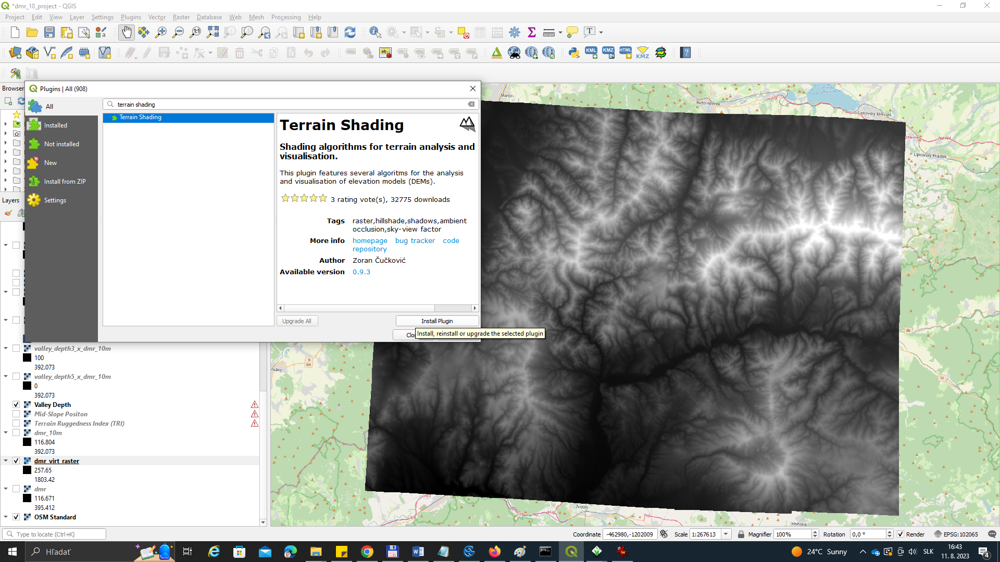 *dmr_10_project - QGIS
Project Edit View Layer Settings Plugins Vector Raster Database Web Mesh Processing Help
Browser
Plugins | All (908)
All
Installed
Not installed
New
Install from ZIP
Settings
terrain shading
Terrain Shading
Terrain Shading
Shading algorithms for terrain analysis and
visualisation.
This plugin features several algoritms for the analysis
and visualisation of elevation models (DEMs).
3 rating vote(s), 32775 downloads
Tags raster,hillshade,shadows,ambient
occlusion,sky-view factor
More info homepage bug tracker code
repository
Author Zoran Čučković
Available version 0.9.3
Upgrade All
Install Plugin
Clos
Install, reinstall or upgrade the selected plugin
Layers
valley_depth3_x_dmr_10m
100
392.073
valley_depth5_x_dmr_10m
0
392.073
Valley Depth
Mid-Slope Positon
Terrain Ruggedness Index (TRI)
dmr_10m
116.804
392.073
dmr_virt_raster
257.65
1803.42
dmr
116.671
395.412
OSM Standard
Martin
Ružomberok
Liptovský Mikuláš
Liptovský Hrádok
Zvolen
Hriňová
Type to locate (Ctrl+K)
Coordinate -462980,-1202009 Scale 1:267613 Magnifier 100% Rotation 0,0 ° Render EPSG:102065
Hľadať
24°C Sunny
SLK
16:43
11. 8. 2023
4